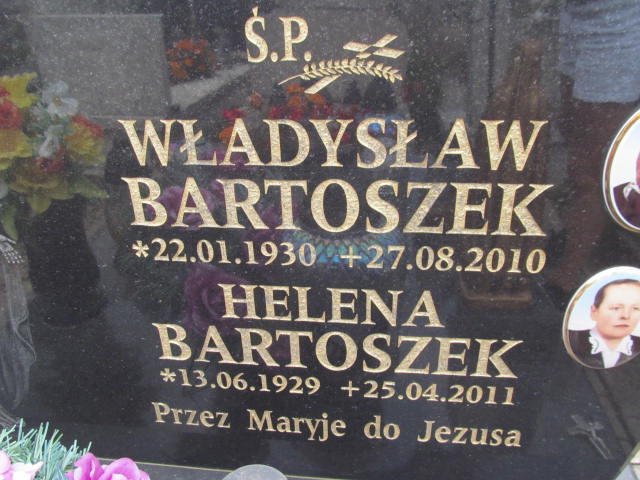 Ś.P.
WŁADYSŁAW
BARTOSZEK
*22.01.1930 +27.08.2010
HELENA
BARTOSZEK
*13.06.1929 +25.04.2011
Przez Maryje do Jezusa